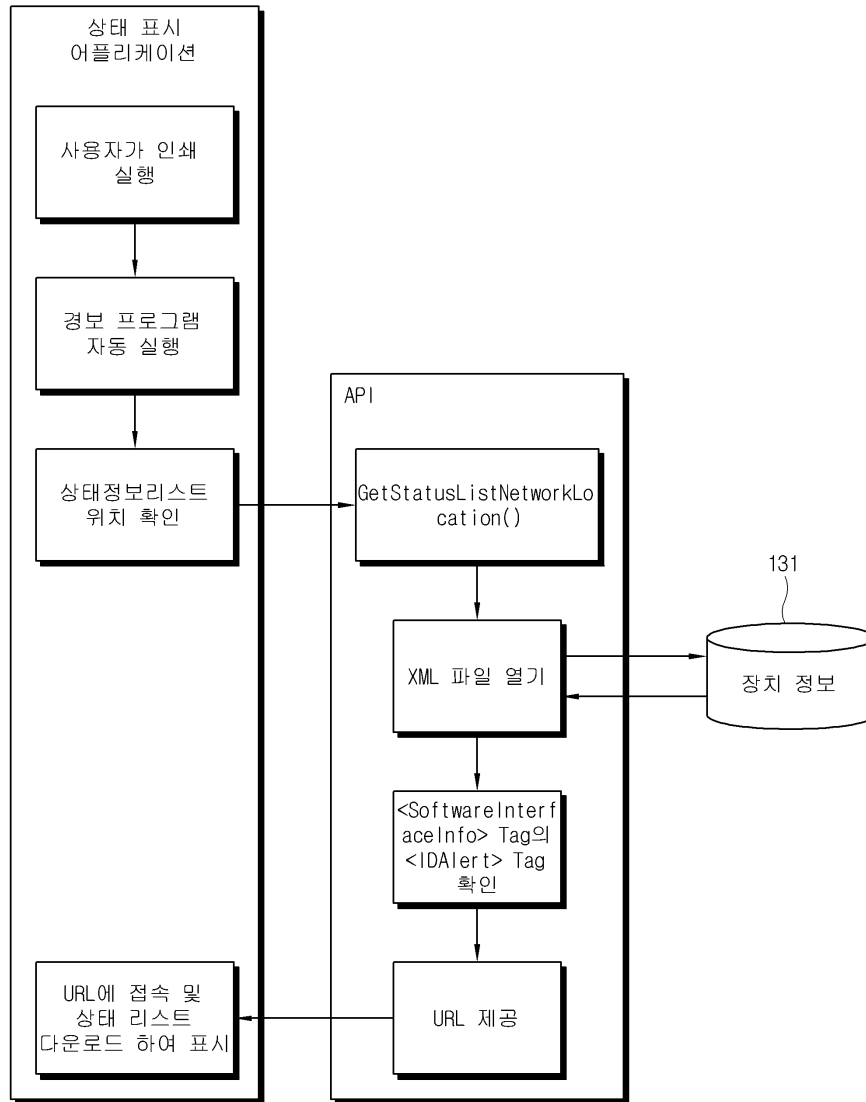 상태 표시
어플리케이션
사용자가 인쇄
실행
경보 프로그램
자동 실행
상태정보리스트
위치 확인
API
GetStatusListNetworkLo
cation()
XML 파일 열기
131
장치 정보
<SoftwareInterf
aceInfo> Tag의
<IDAlert> Tag
확인
URL 제공
URL에 접속 및
상태 리스트
다운로드 하여 표시